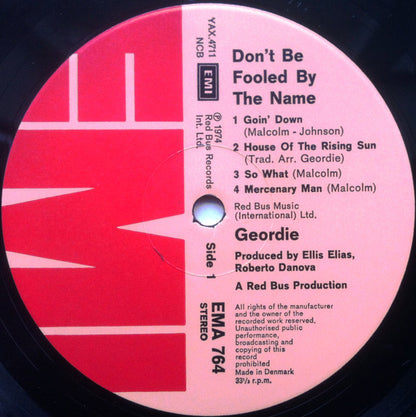 Don't Be
Fooled By
The Name
1 Goin' Down
(Malcolm - Johnson)
2 House Of The Rising Sun
(Trad. Arr. Geordie)
3 So What (Malcolm)
4 Mercenary Man (Malcolm)
Red Bus Music
(International) Ltd.
Geordie
Produced by Ellis Elias,
Roberto Danova
A Red Bus Production
All rights of the manufacturer
and the owner of the
recorded work reserved.
Unauthorised public
performance,
broadcasting and
copying of this
record
prohibited
Made in Denmark
33⅓ r.p.m.
YAX.4711
NCB
EMI
℗ 1974
Red Bus Records
Int. Ltd.
Side 1
EMA 764
STEREO
EMI